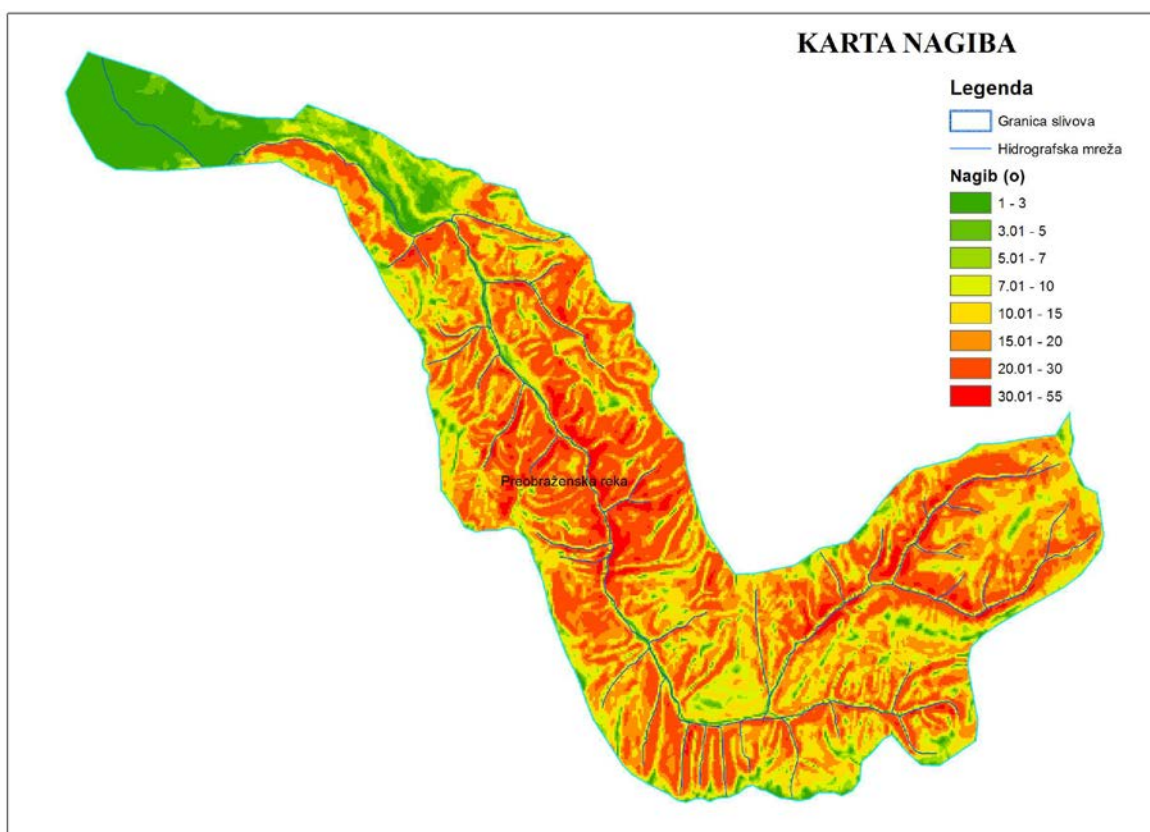 KARTA NAGIBA
Legenda
Granica slivova
Hidrografska mreža
Nagib (o)
1 - 3
3.01 - 5
5.01 - 7
7.01 - 10
10.01 - 15
15.01 - 20
20.01 - 30
30.01 - 55
Preobraženska reka